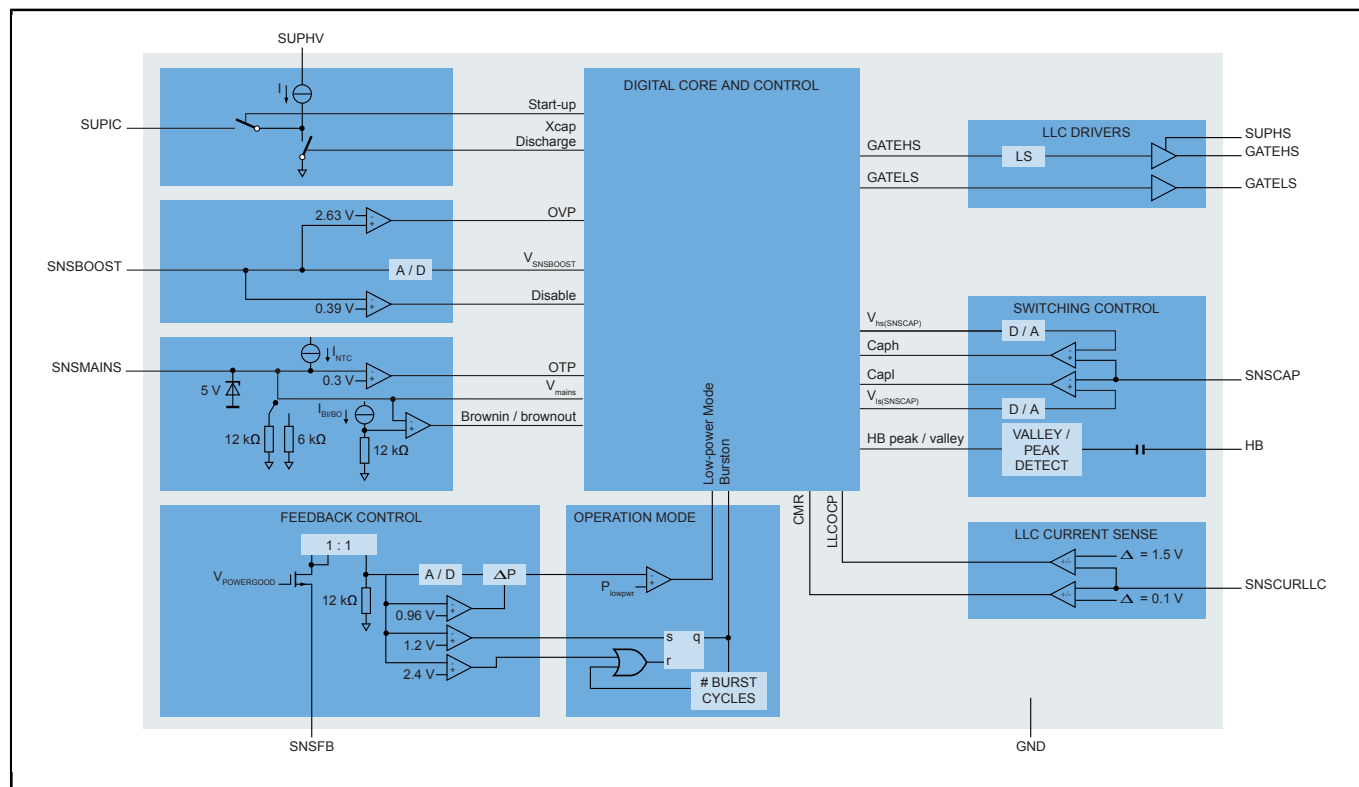 SUPHV
I
SUPIC
Start-up
Xcap
Discharge
DIGITAL CORE AND CONTROL
LLC DRIVERS
GATEHS
LS
SUPHS
GATEHS
GATELS
GATELS
2.63 V
-
+
OVP
SNSBOOST
A / D
VSNSBOOST
0.39 V
-
+
Disable
SNSMAINS
INTC
5 V
0.3 V
-
+
OTP
Vmains
IBI/BO
-
+
Brownin / brownout
12 kΩ
6 kΩ
12 kΩ
SWITCHING CONTROL
Vhs(SNSCAP)
D / A
Caph
-
+
Capl
+
-
SNSCAP
Vls(SNSCAP)
D / A
HB peak / valley
VALLEY /
PEAK
DETECT
HB
Low-power Mode
Burston
CMR
LLCOCP
FEEDBACK CONTROL
1 : 1
VPOWERGOOD
12 kΩ
A / D
ΔP
0.96 V
-
+
1.2 V
-
+
2.4 V
-
+
SNSFB
OPERATION MODE
Plowpwr
-
+
s
q
r
# BURST
CYCLES
LLC CURRENT SENSE
+/-
Δ = 1.5 V
+/-
Δ = 0.1 V
SNSCURLLC
GND